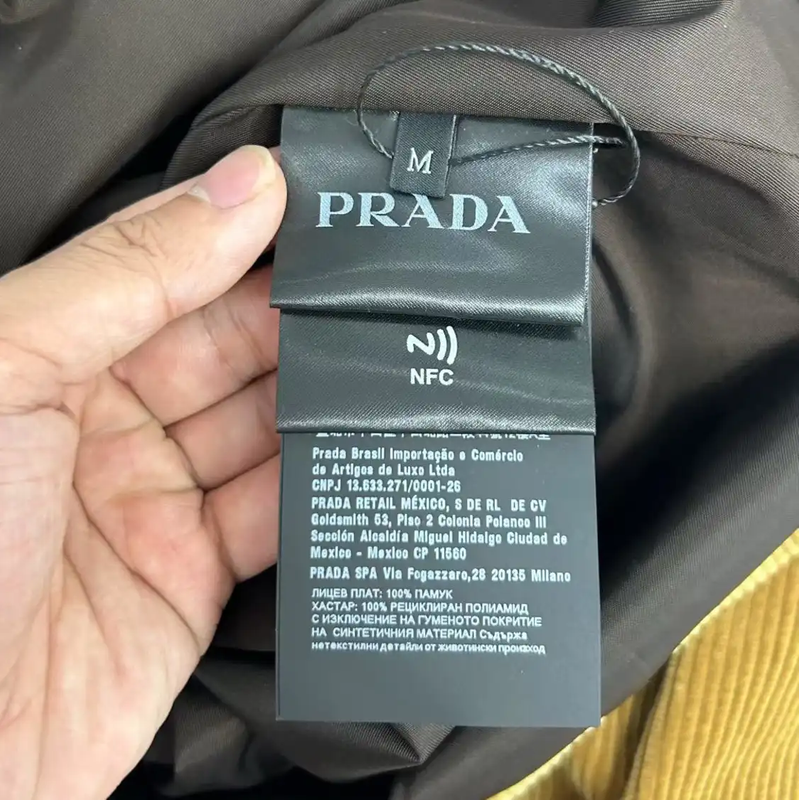 M
PRADA
NFC
Prada Brasil Importação e Comércio
de Artigos de Luxo Ltda
CNPJ 13.633.271/0001-26
PRADA RETAIL MÉXICO, S DE RL DE CV
Goldsmith 53, Piso 2 Colonia Polanco III
Sección Alcaldía Miguel Hidalgo Ciudad de
Mexico - Mexico CP 11560
PRADA SPA Via Fogazzaro,28 20135 Milano
ЛИЦЕВ ПЛАТ: 100% ПАМУК
ХАСТАР: 100% РЕЦИКЛИРАН ПОЛИАМИД
С ИЗКЛЮЧЕНИЕ НА ГУМЕНОТО ПОКРИТИЕ
НА СИНТЕТИЧНИЯ МАТЕРИАЛ Съдържа
нетекстилни детайли от животински произход